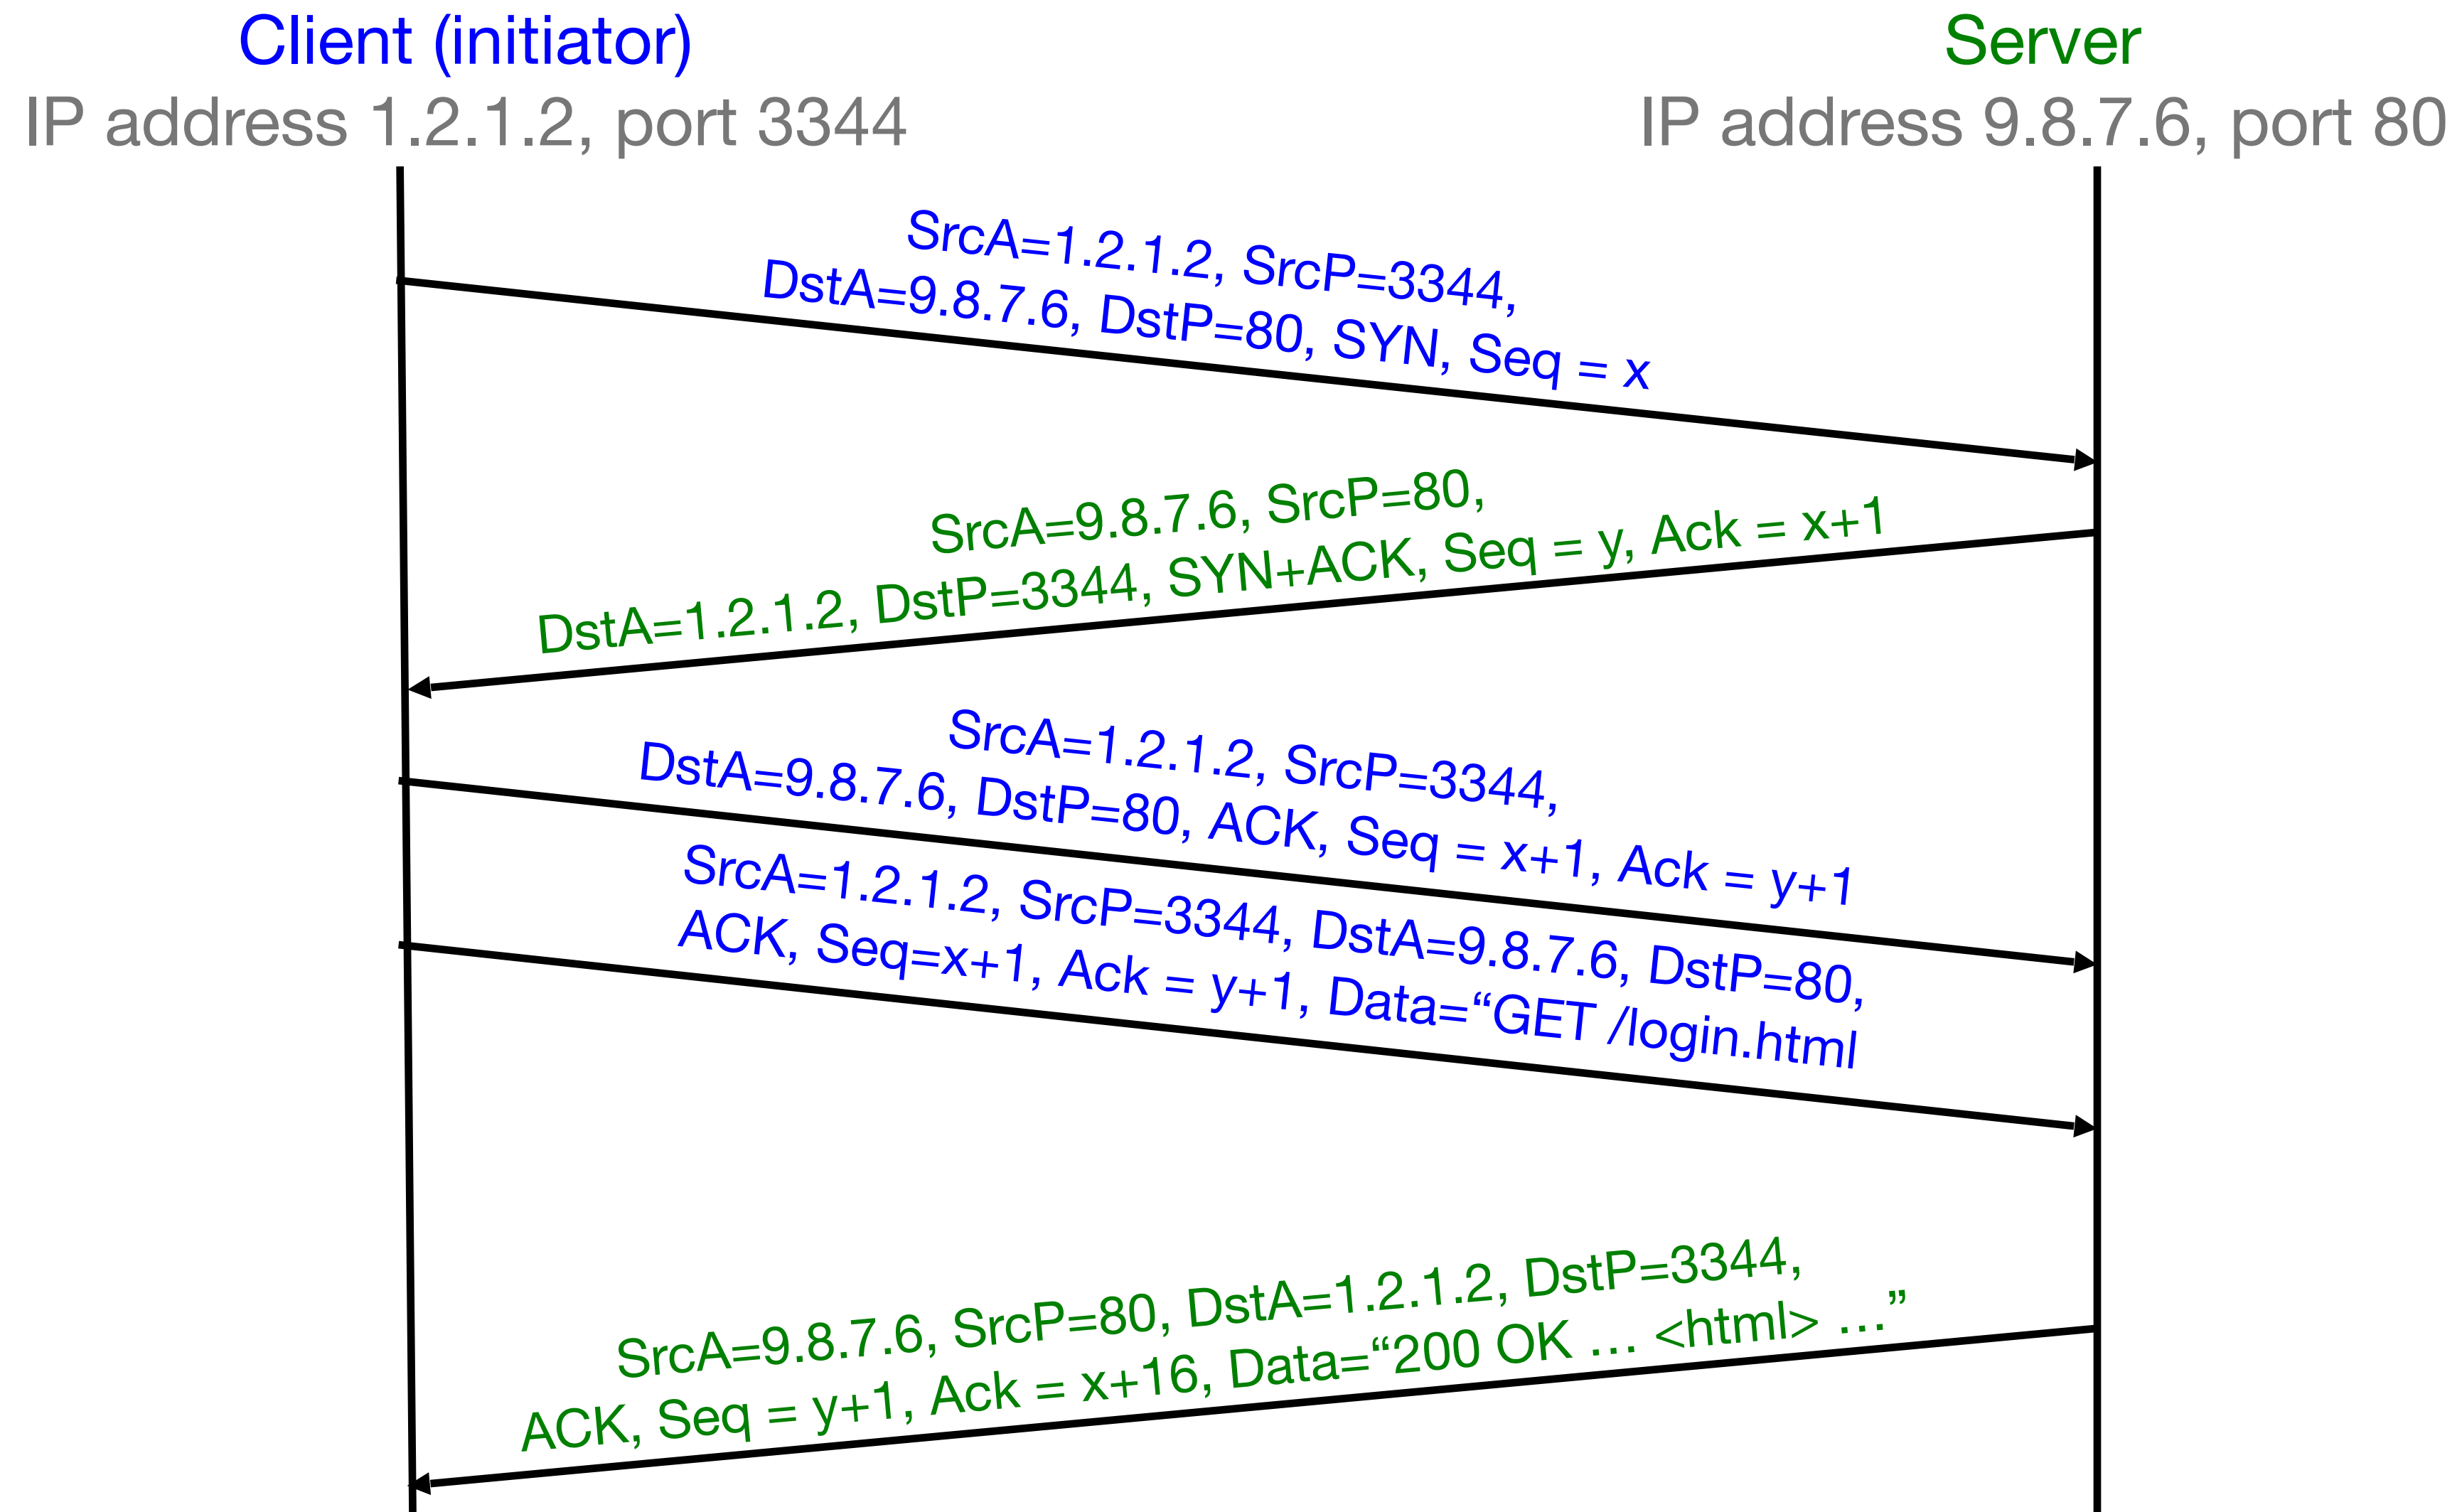 Client (initiator)
Server
IP address 1.2.1.2, port 3344
IP address 9.8.7.6, port 80
SrcA=1.2.1.2, SrcP=3344,
DstA=9.8.7.6, DstP=80, SYN, Seq = x
SrcA=9.8.7.6, SrcP=80,
DstA=1.2.1.2, DstP=3344, SYN+ACK, Seq = y, Ack = x+1
SrcA=1.2.1.2, SrcP=3344,
DstA=9.8.7.6, DstP=80, ACK, Seq = x+1, Ack = y+1
SrcA=1.2.1.2, SrcP=3344, DstA=9.8.7.6, DstP=80,
ACK, Seq=x+1, Ack = y+1, Data=“GET /login.html
SrcA=9.8.7.6, SrcP=80, DstA=1.2.1.2, DstP=3344,
ACK, Seq = y+1, Ack = x+16, Data=“200 OK … <html> …”